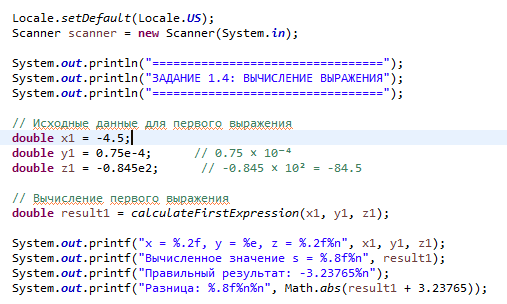 Locale.setDefault(Locale.US);
Scanner scanner = new Scanner(System.in);
System.out.println("=================================");
System.out.println("ЗАДАНИЕ 1.4: ВЫЧИСЛЕНИЕ ВЫРАЖЕНИЯ");
System.out.println("=================================");
// Исходные данные для первого выражения
double x1 = -4.5;
double y1 = 0.75e-4;      // 0.75 × 10⁻⁴
double z1 = -0.845e2;      // -0.845 × 10² = -84.5
// Вычисление первого выражения
double result1 = calculateFirstExpression(x1, y1, z1);
System.out.printf("x = %.2f, y = %e, z = %.2f%n", x1, y1, z1);
System.out.printf("Вычисленное значение s = %.8f%n", result1);
System.out.printf("Правильный результат: -3.23765%n");
System.out.printf("Разница: %.8f%n%n", Math.abs(result1 + 3.23765));